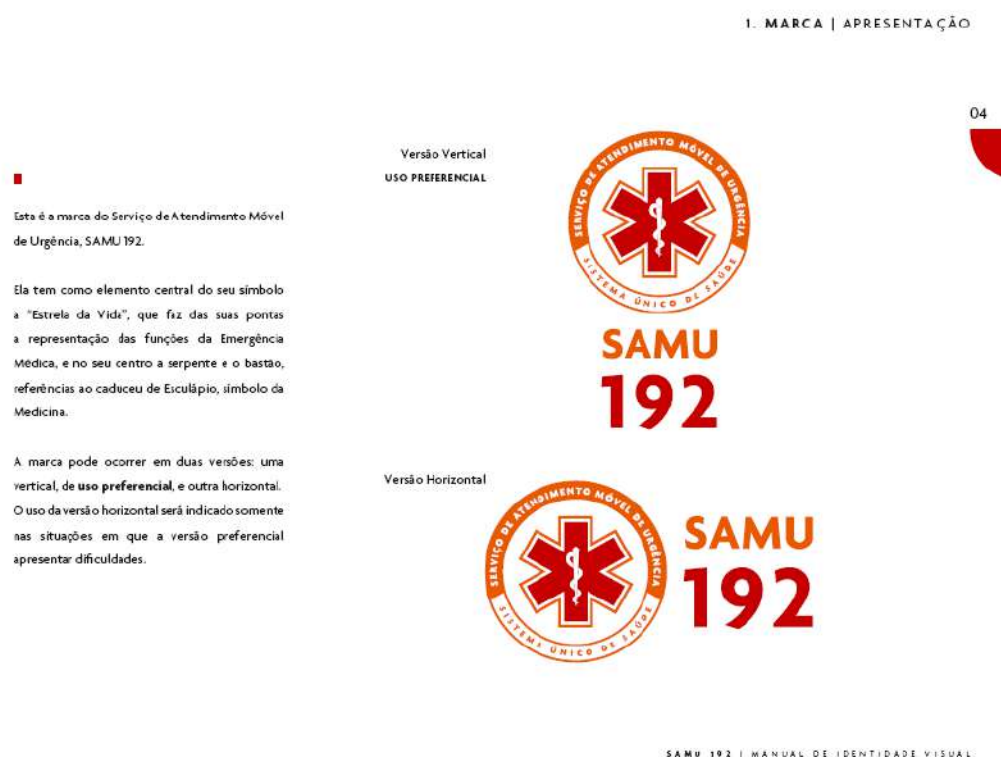 1. MARCA | APRESENTAÇÃO
04
Esta é a marca do Serviço de Atendimento Móvel
de Urgência, SAMU 192.
Ela tem como elemento central do seu símbolo
a "Estrela da Vida", que faz das suas pontas
a representação das funções da Emergência
Médica, e no seu centro a serpente e o bastão,
referências ao caduceu de Esculápio, símbolo da
Medicina.
A marca pode ocorrer em duas versões: uma
vertical, de uso preferencial, e outra horizontal.
O uso da versão horizontal será indicado somente
nas situações em que a versão preferencial
apresentar dificuldades.
Versão Vertical
USO PREFERENCIAL
SERVIÇO DE ATENDIMENTO MÓVEL DE URGÊNCIA
SISTEMA ÚNICO DE SAÚDE
SAMU
192
Versão Horizontal
SERVIÇO DE ATENDIMENTO MÓVEL DE URGÊNCIA
SISTEMA ÚNICO DE SAÚDE
SAMU
192
SAMU 192 | MANUAL DE IDENTIDADE VISUAL